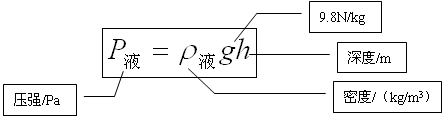 9.8N/kg
P液 = ρ液gh
深度/m
压强/Pa
密度/（kg/m³）